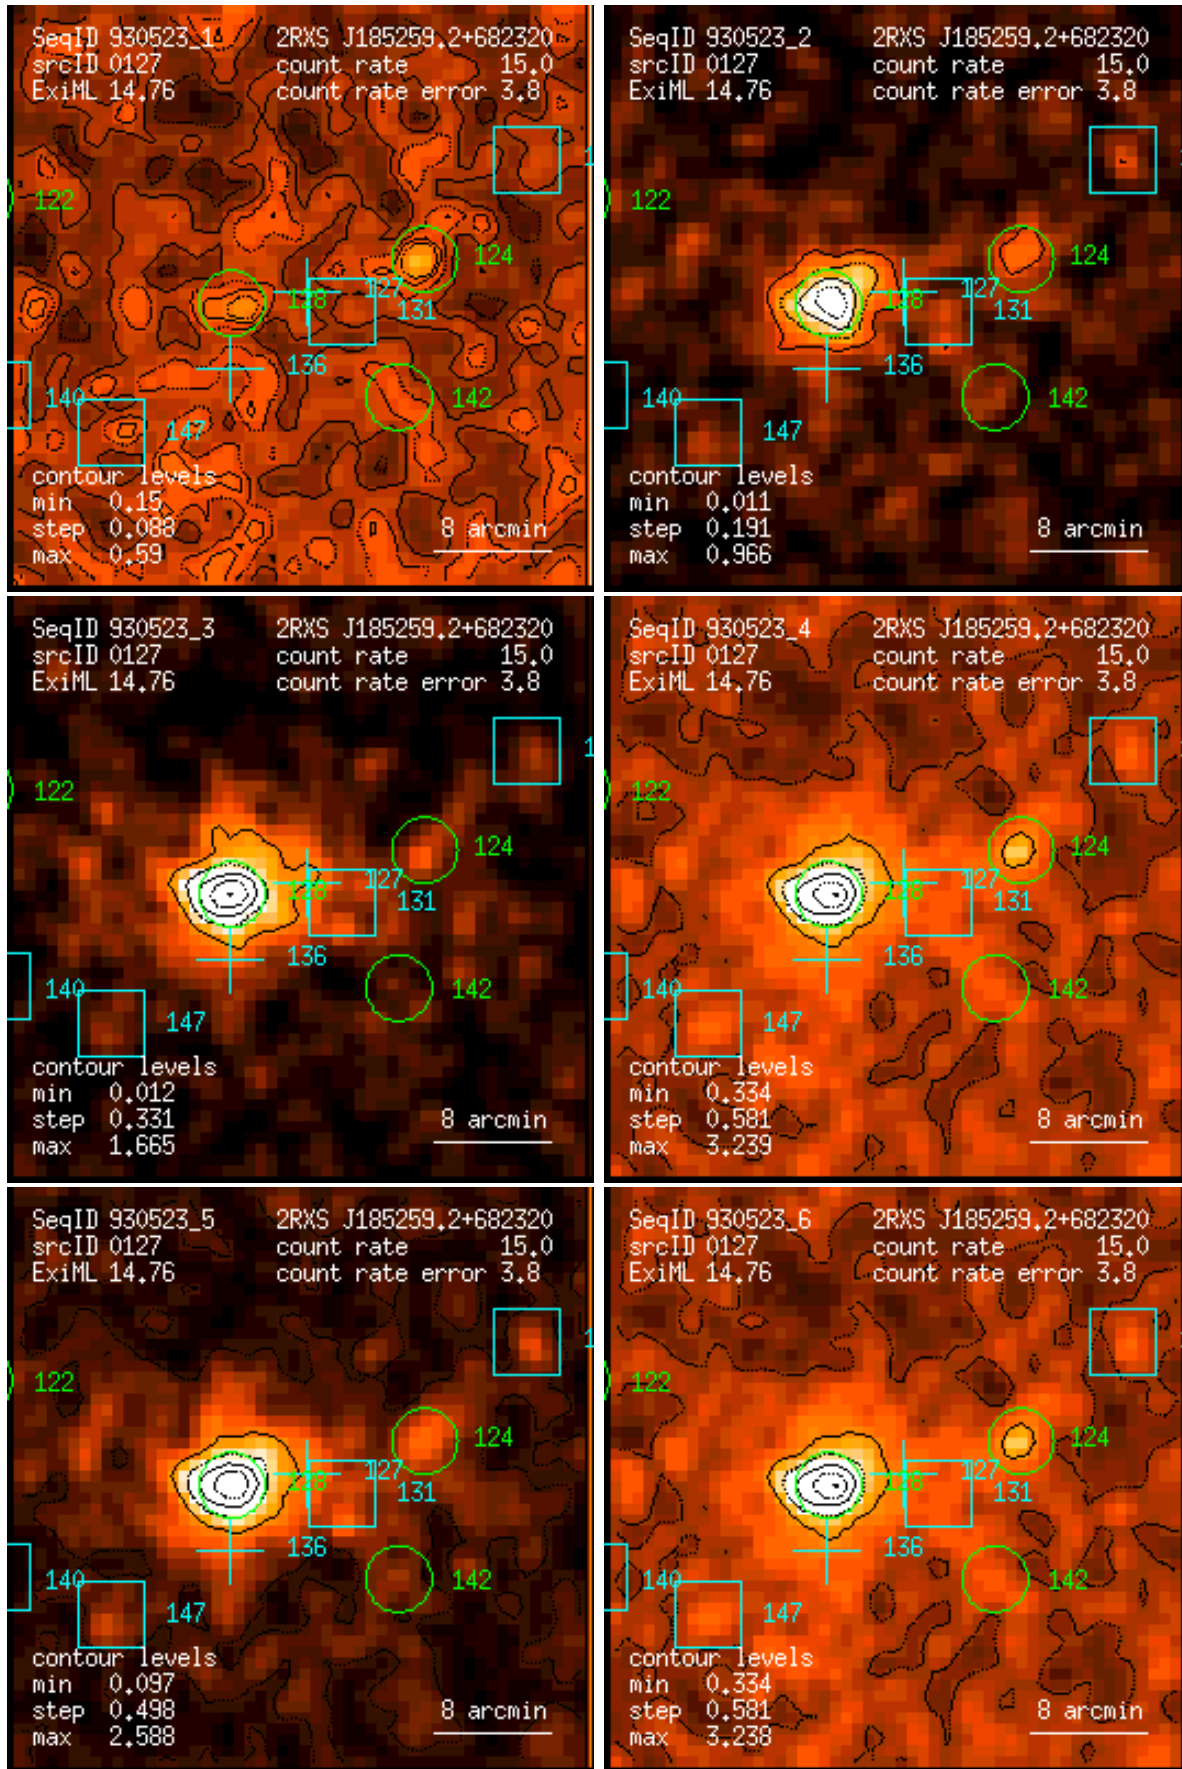 SeqID 930523_1 2RXS J185259.2+682320
srcID 0127 count rate 15.0
ExiML 14.76 count rate error 3.8
122
124
127
128
131
136
140
142
147
contour levels
min 0.15
step 0.088
max 0.59
8 arcmin
SeqID 930523_2 2RXS J185259.2+682320
srcID 0127 count rate 15.0
ExiML 14.76 count rate error 3.8
122
124
127
128
131
136
140
142
147
contour levels
min 0.011
step 0.191
max 0.966
8 arcmin
SeqID 930523_3 2RXS J185259.2+682320
srcID 0127 count rate 15.0
ExiML 14.76 count rate error 3.8
122
124
127
128
131
136
140
142
147
contour levels
min 0.012
step 0.331
max 1.665
8 arcmin
SeqID 930523_4 2RXS J185259.2+682320
srcID 0127 count rate 15.0
ExiML 14.76 count rate error 3.8
122
124
127
128
131
136
140
142
147
contour levels
min 0.334
step 0.581
max 3.239
8 arcmin
SeqID 930523_5 2RXS J185259.2+682320
srcID 0127 count rate 15.0
ExiML 14.76 count rate error 3.8
122
124
127
128
131
136
140
142
147
contour levels
min 0.097
step 0.498
max 2.588
8 arcmin
SeqID 930523_6 2RXS J185259.2+682320
srcID 0127 count rate 15.0
ExiML 14.76 count rate error 3.8
122
124
127
128
131
136
140
142
147
contour levels
min 0.334
step 0.581
max 3.238
8 arcmin